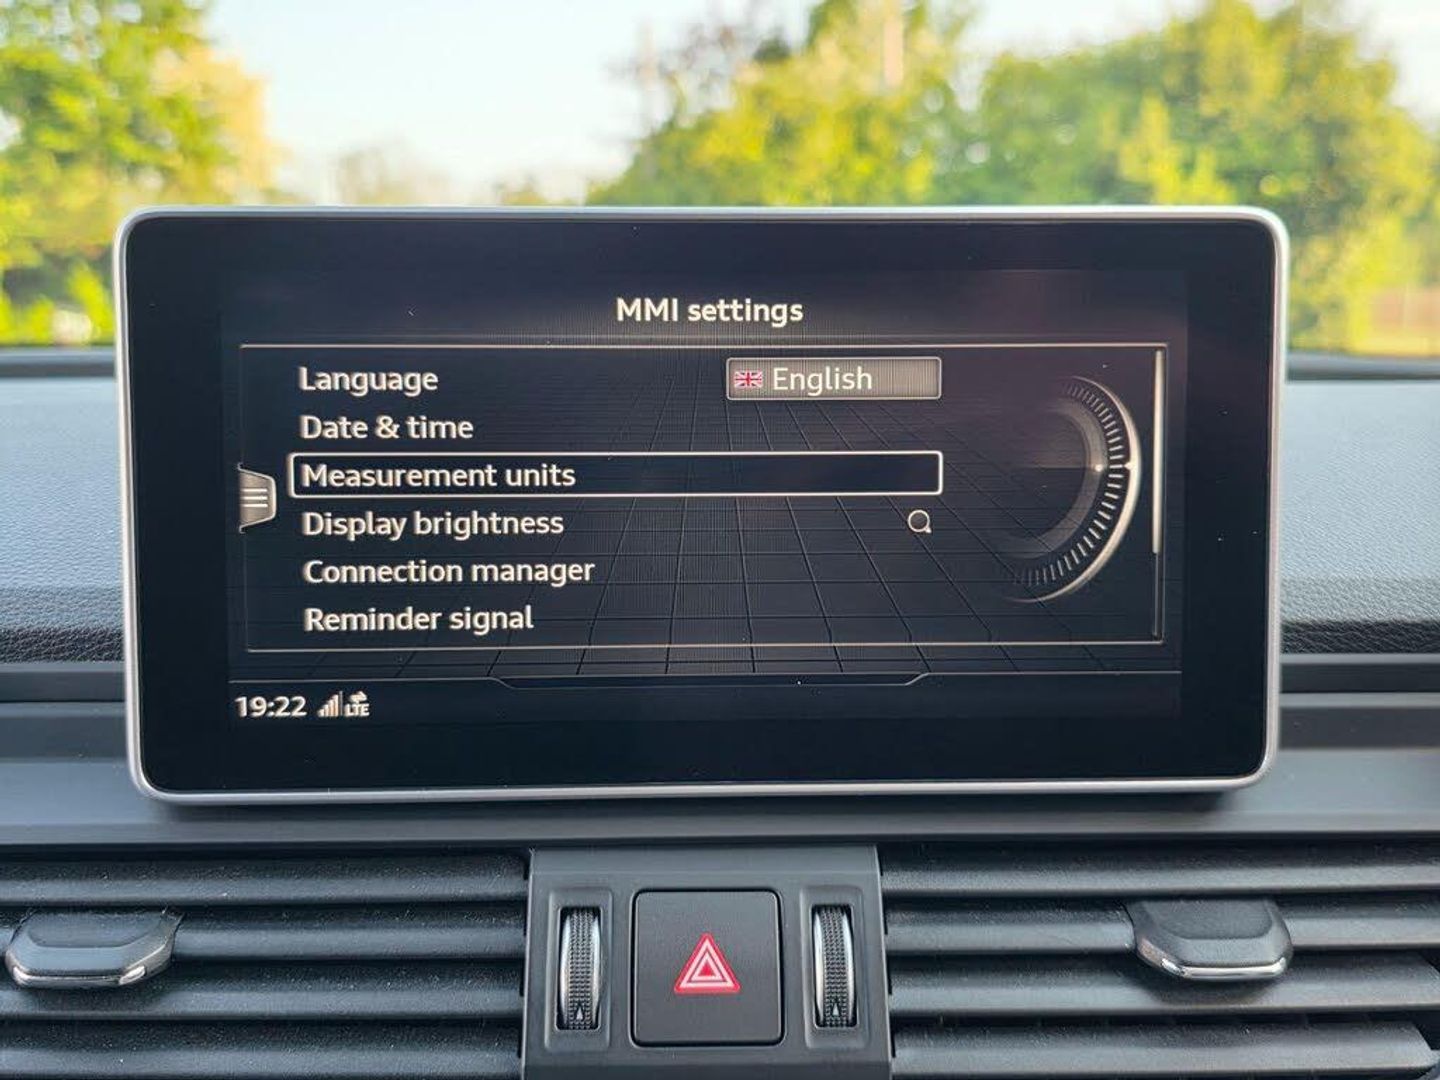 MMI settings
Language English
Date & time
Measurement units
Display brightness
Connection manager
Reminder signal
19:22 LTE